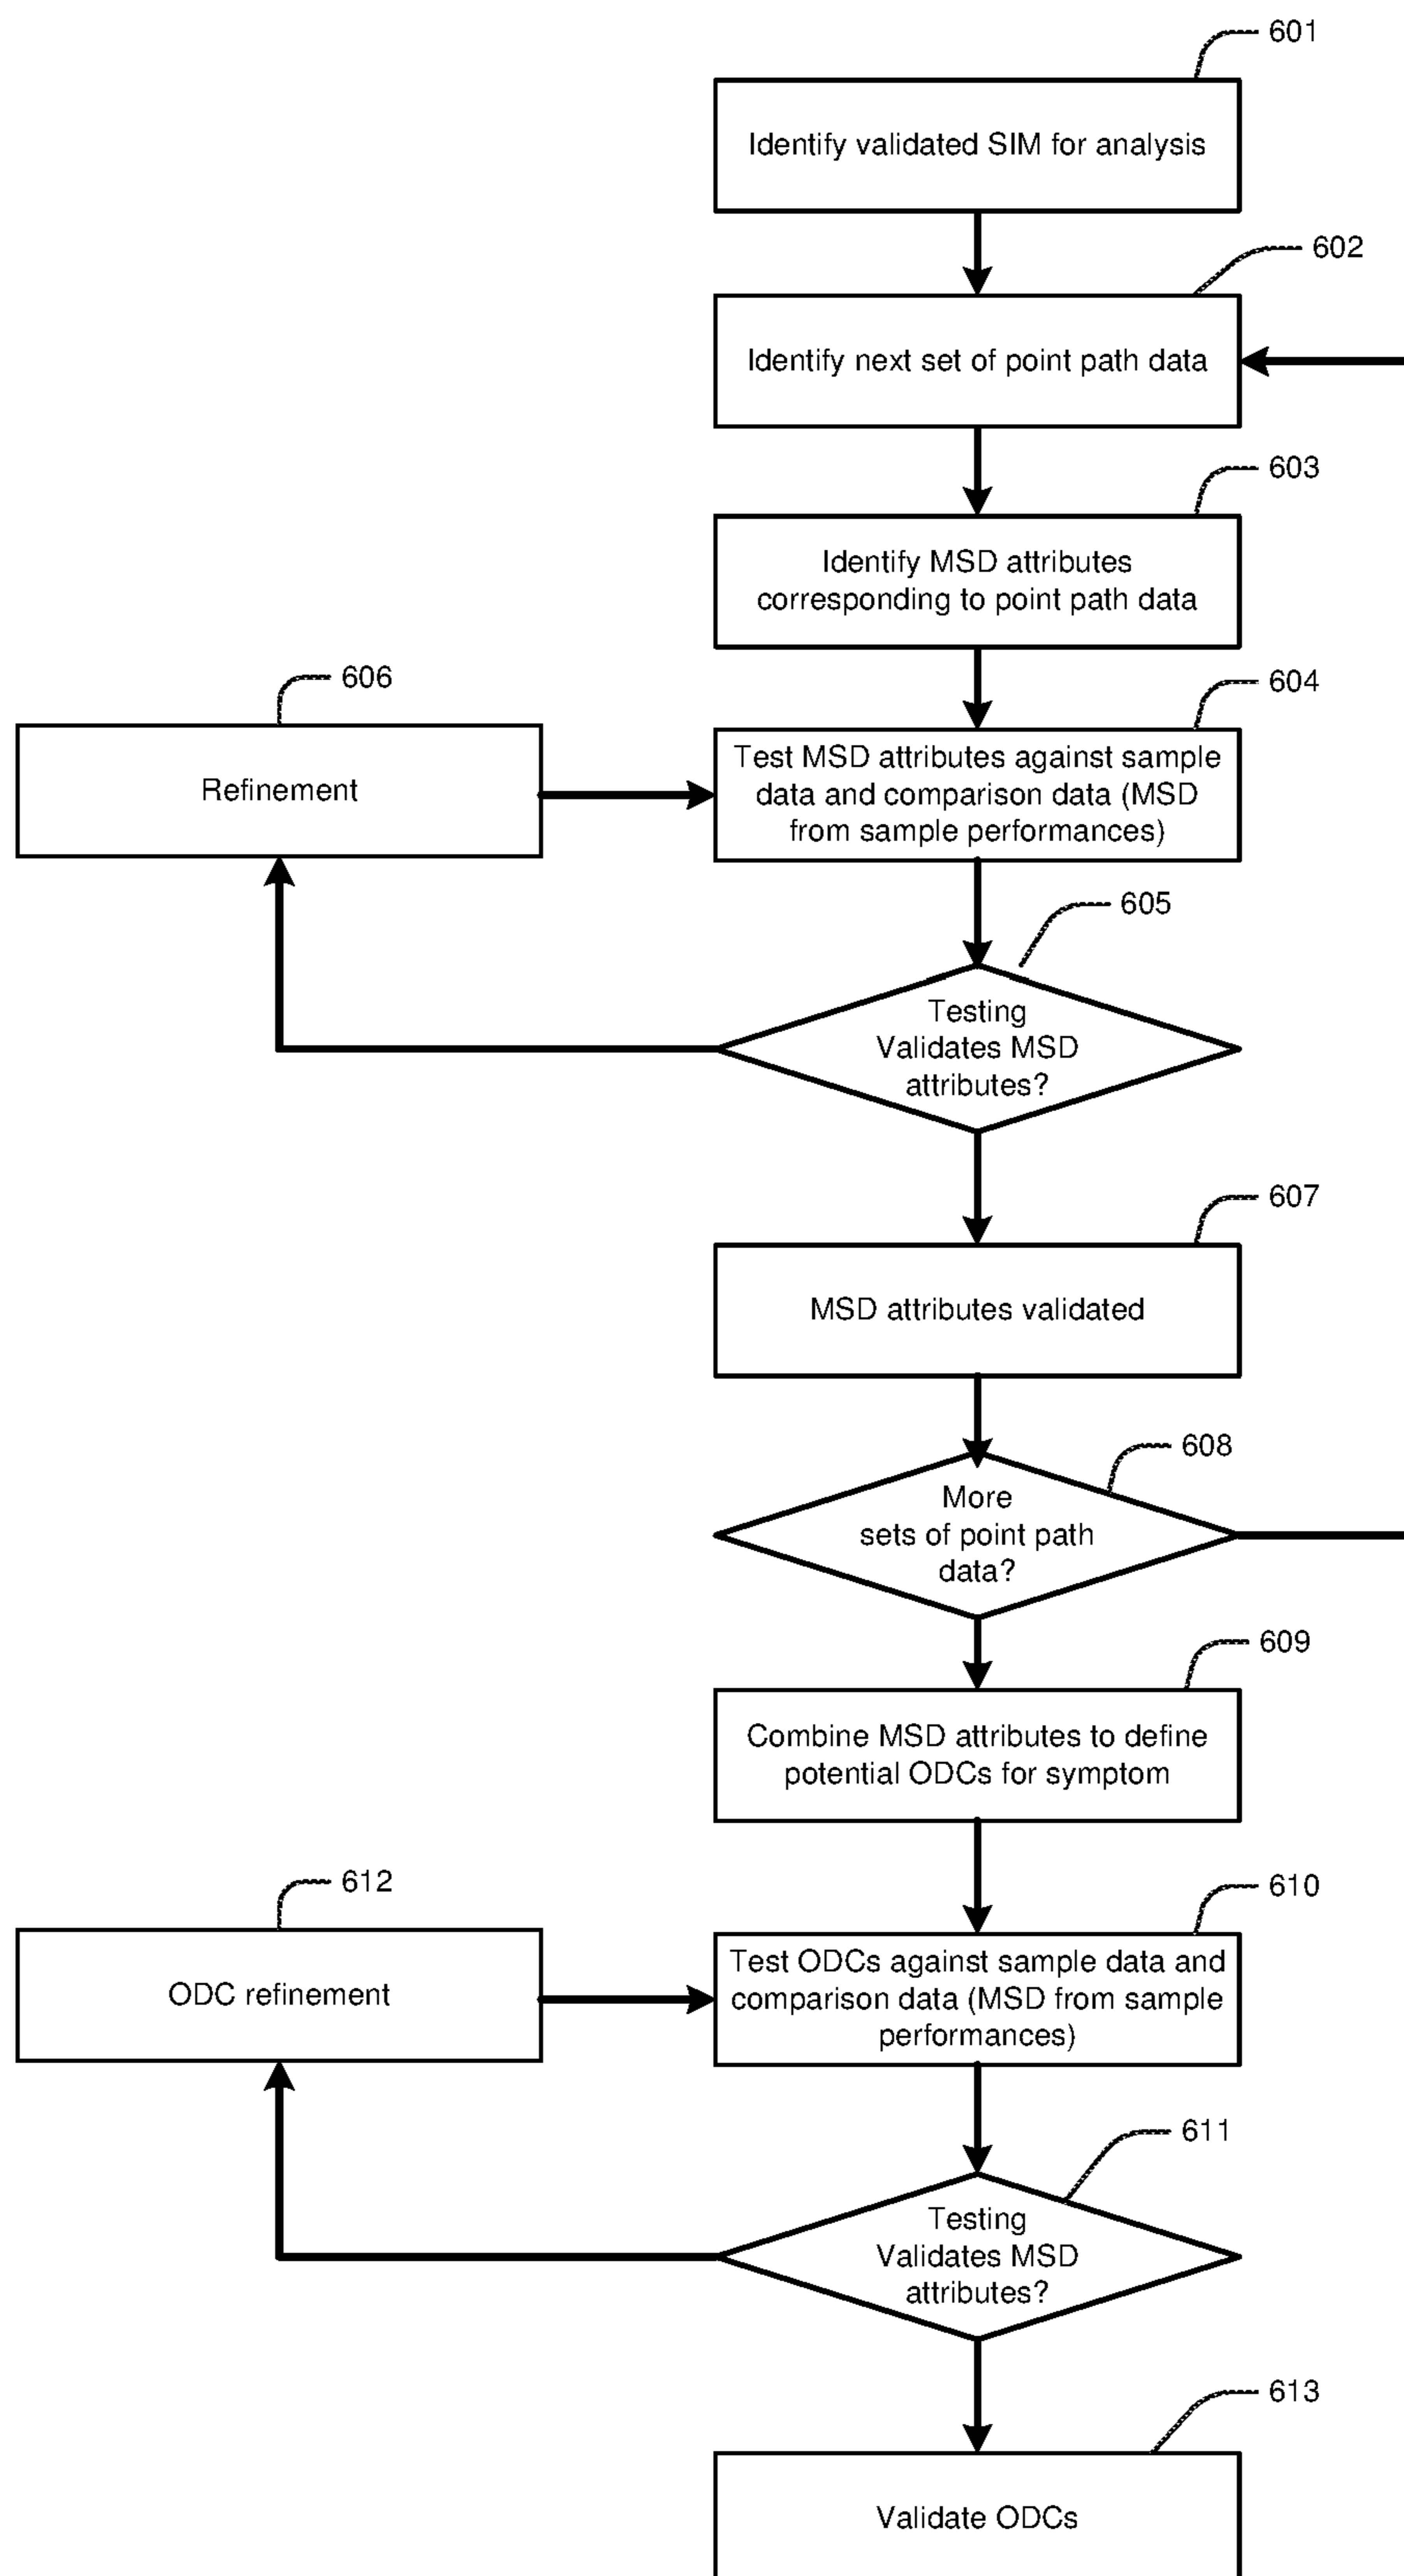 601
Identify validated SIM for analysis
602
Identify next set of point path data
603
Identify MSD attributes
corresponding to point path data
606
Refinement
604
Test MSD attributes against sample
data and comparison data (MSD
from sample performances)
605
Testing
Validates MSD
attributes?
607
MSD attributes validated
608
More
sets of point path
data?
609
Combine MSD attributes to define
potential ODCs for symptom
612
ODC refinement
610
Test ODCs against sample data and
comparison data (MSD from sample
performances)
611
Testing
Validates MSD
attributes?
613
Validate ODCs